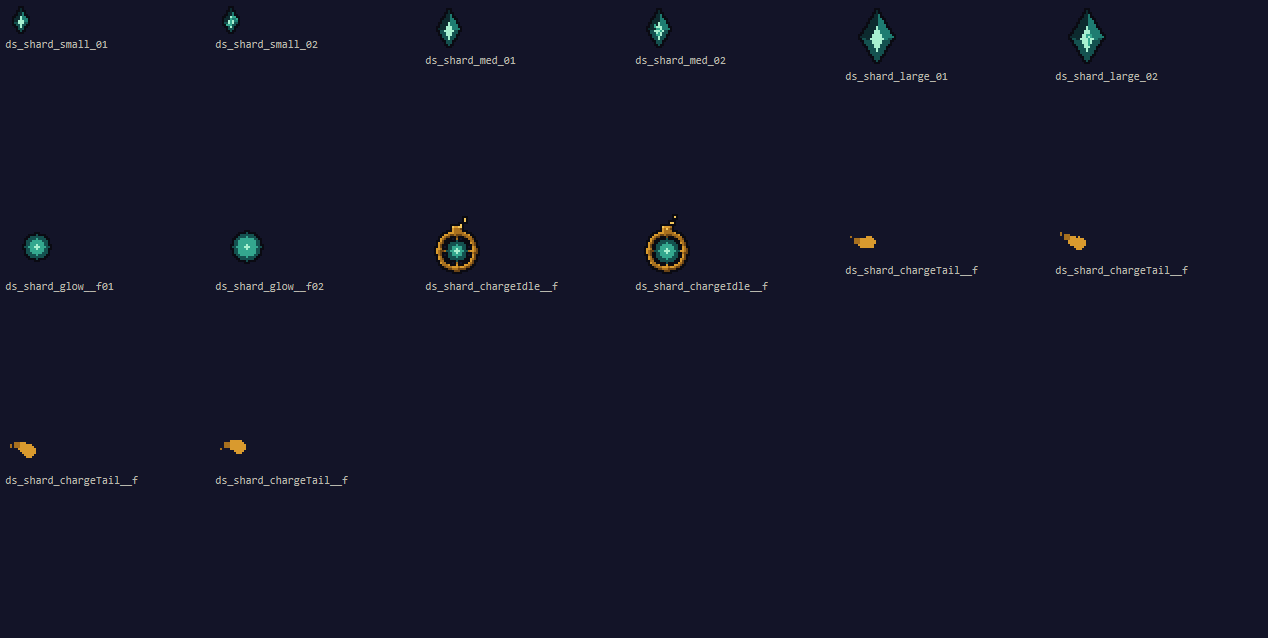 ds_shard_small_01
ds_shard_small_02
ds_shard_med_01
ds_shard_med_02
ds_shard_large_01
ds_shard_large_02
ds_shard_glow__f01
ds_shard_glow__f02
ds_shard_chargeIdle__f
ds_shard_chargeIdle__f
ds_shard_chargeTail__f
ds_shard_chargeTail__f
ds_shard_chargeTail__f
ds_shard_chargeTail__f